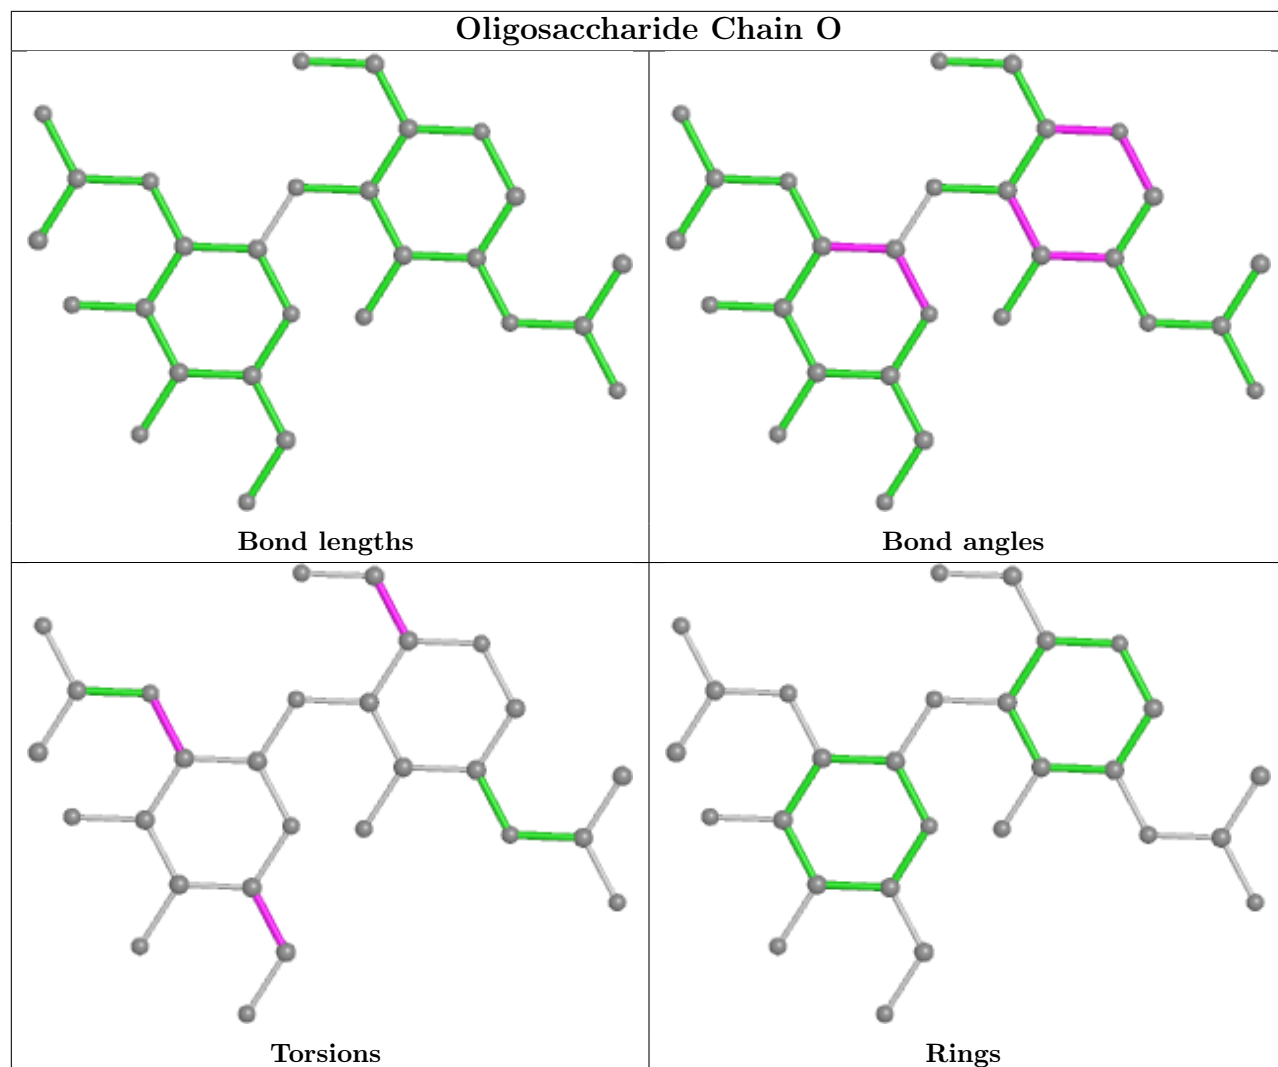 Oligosaccharide Chain O
Bond lengths
Bond angles
Torsions
Rings